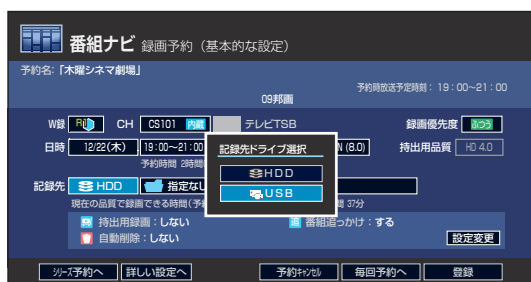 番組ナビ 録画予約（基本的な設定）
予約名:「木曜シネマ劇場」
予約時放送予定時刻：19：00～21：00
09邦画
W録 CH CS101 内蔵 テレビTSB 録画優先度 ふつう
日時 12/22(木) 19:00～21:00 N (8.0) 持出用品質 HD 4.0
予約時間 2時間
記録先ドライブ選択
HDD
USB
記録先 HDD 指定なし
現在の品質で録画できる時間(予 間 37分
持出用録画：しない 追 番組追っかけ：する
自動削除：しない
設定変更
ｼﾘｰｽﾞ予約へ 詳しい設定へ 予約ｷｬﾝｾﾙ 毎回予約へ 登録